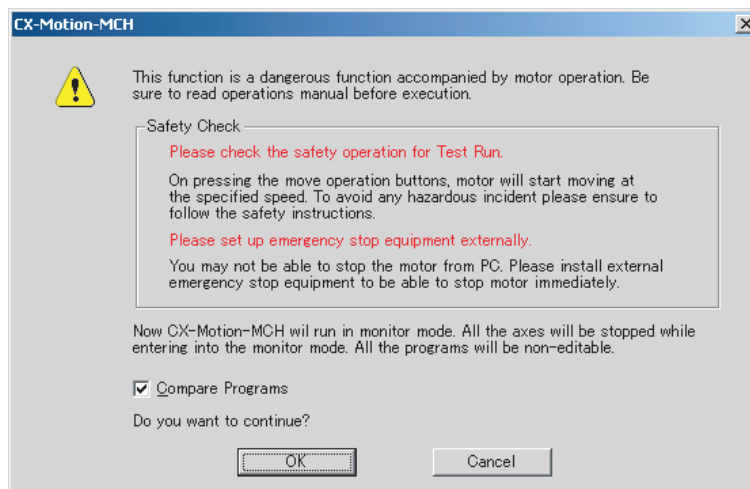 CX-Motion-MCH
This function is a dangerous function accompanied by motor operation. Be
sure to read operations manual before execution.
Safety Check
Please check the safety operation for Test Run.
On pressing the move operation buttons, motor will start moving at
the specified speed. To avoid any hazardous incident please ensure to
follow the safety instructions.
Please set up emergency stop equipment externally.
You may not be able to stop the motor from PC. Please install external
emergency stop equipment to be able to stop motor immediately.
Now CX-Motion-MCH wil run in monitor mode. All the axes will be stopped while
entering into the monitor mode. All the programs will be non-editable.
Compare Programs
Do you want to continue?
OK
Cancel